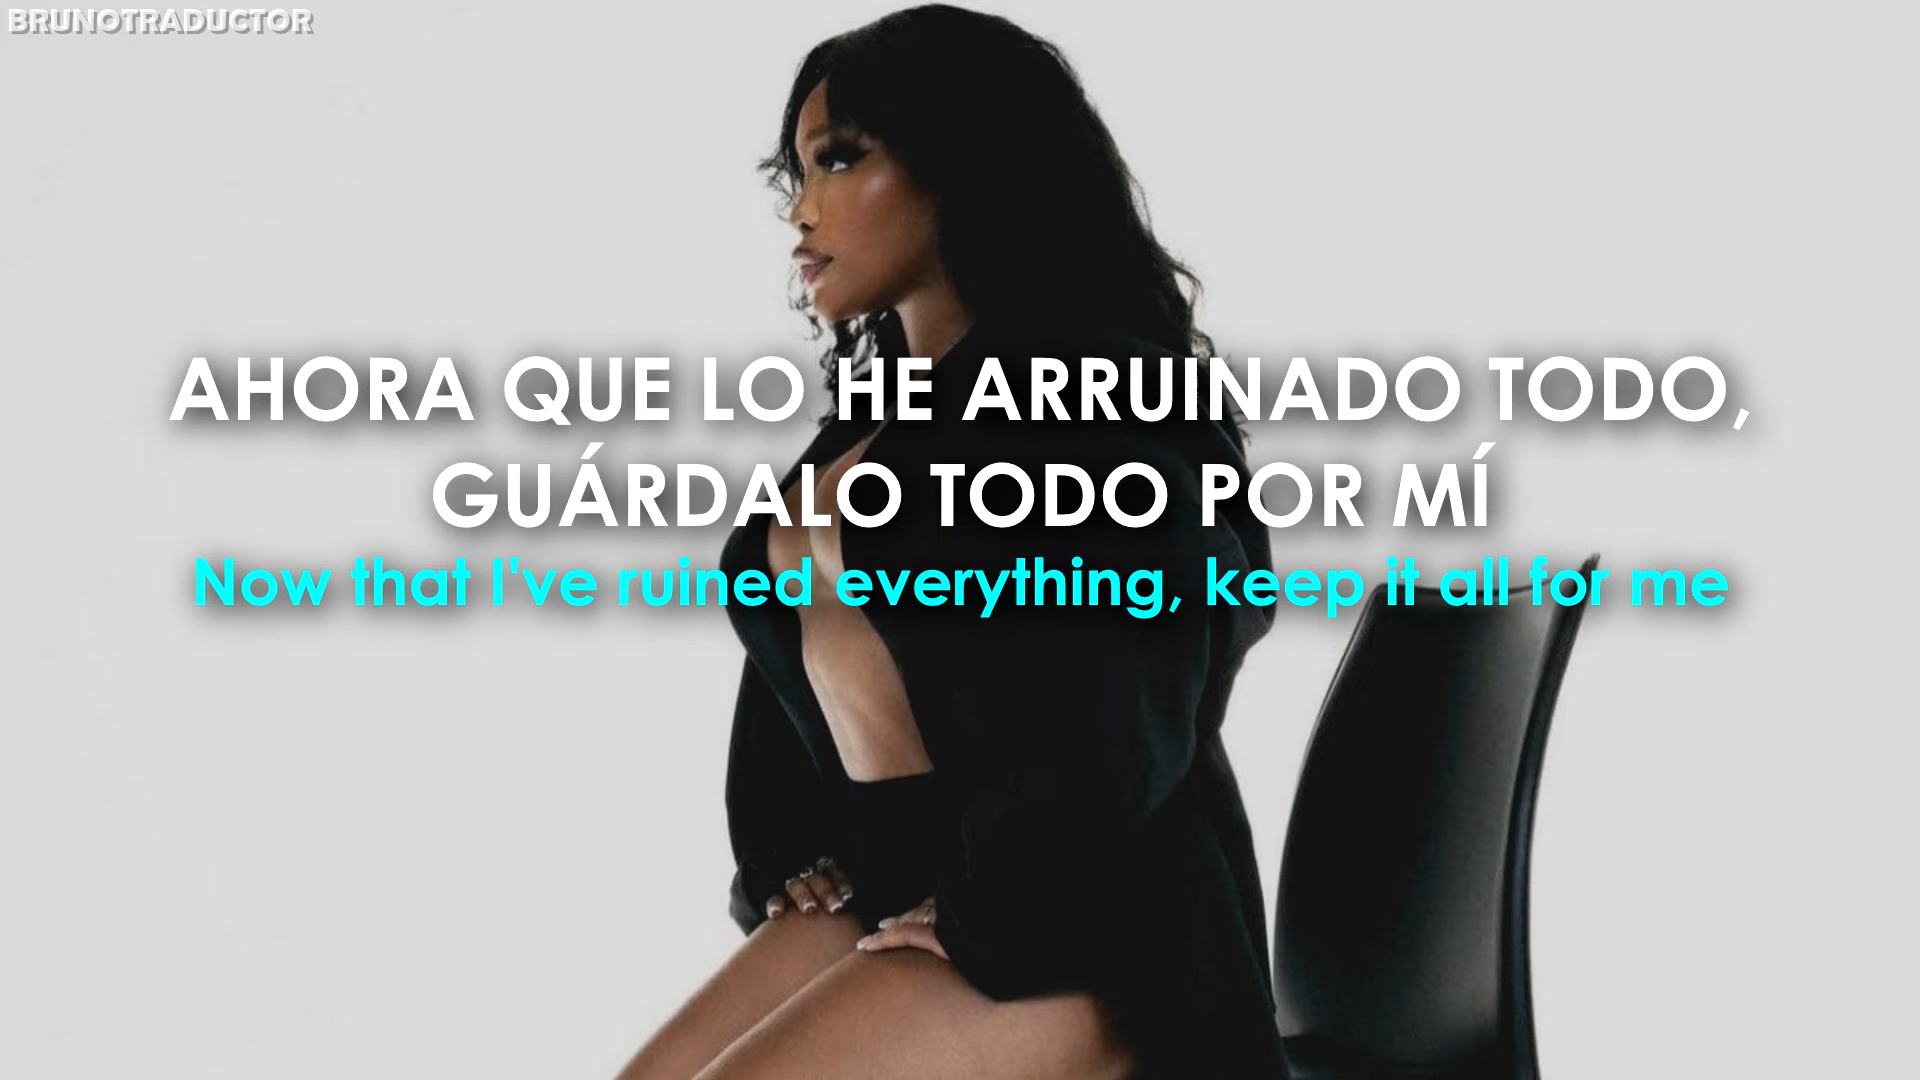 BRUNOTRADUCTOR
AHORA QUE LO HE ARRUINADO TODO,
GUÁRDALO TODO POR MÍ
Now that I've ruined everything, keep it all for me